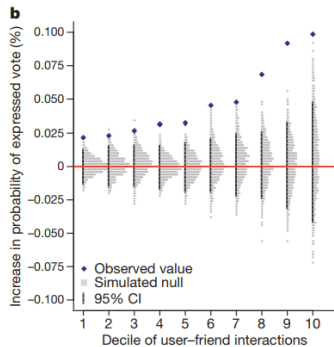 b
Increase in probability of expressed vote (%)
0.100
0.075
0.050
0.025
0
−0.025
−0.050
−0.075
−0.100
Observed value
Simulated null
95% CI
1 2 3 4 5 6 7 8 9 10
Decile of user–friend interactions